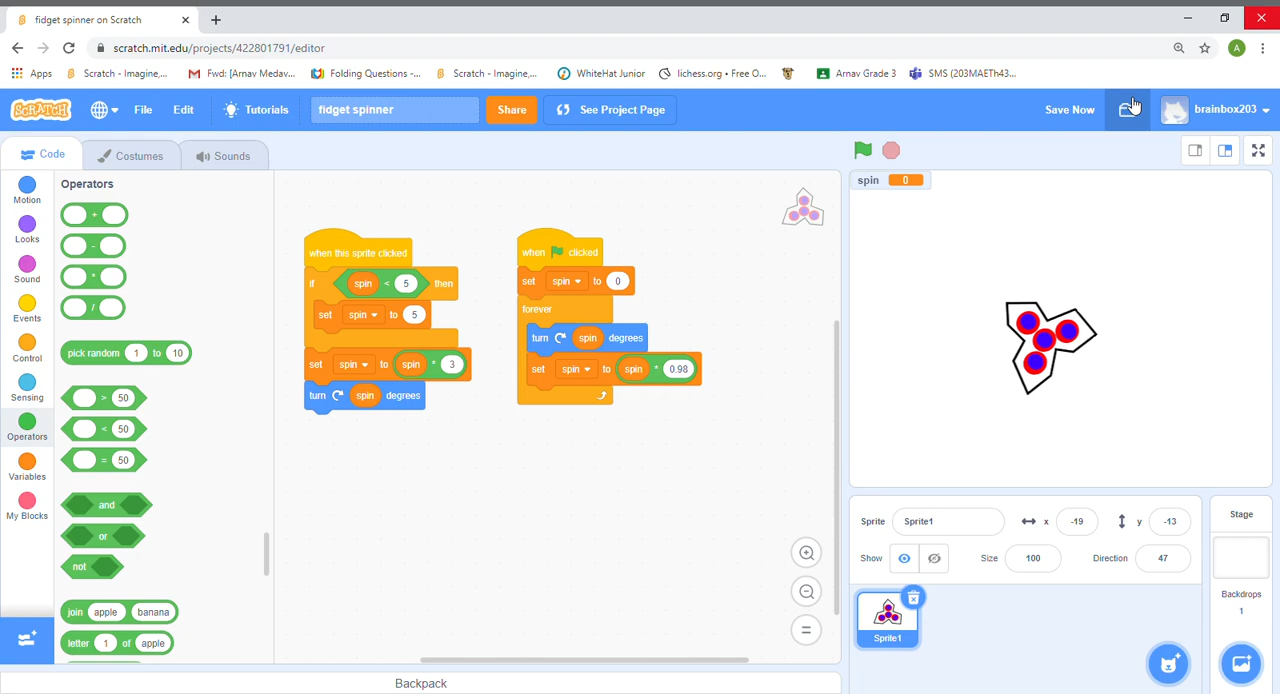 fidget spinner on Scratch
scratch.mit.edu/projects/422801791/editor
A
Apps
Scratch - Imagine,...
Fwd: [Arnav Medav...
Folding Questions -...
Scratch - Imagine,...
WhiteHat Junior
lichess.org • Free O...
Arnav Grade 3
SMS (203MAETh43...
SCRATCH
File
Edit
Tutorials
fidget spinner
Share
See Project Page
Save Now
brainbox203
Code
Costumes
Sounds
Motion
Looks
Sound
Events
Control
Sensing
Operators
Variables
My Blocks
Operators
+
-
*
/
pick random 1 to 10
> 50
< 50
= 50
and
or
not
join apple banana
letter 1 of apple
when this sprite clicked
if spin < 5 then
set spin to 5
set spin to spin * 3
turn spin degrees
when clicked
set spin to 0
forever
turn spin degrees
set spin to spin * 0.98
Backpack
spin 0
Sprite Sprite1 x -19 y -13
Show Size 100 Direction 47
Sprite1
Stage
Backdrops
1